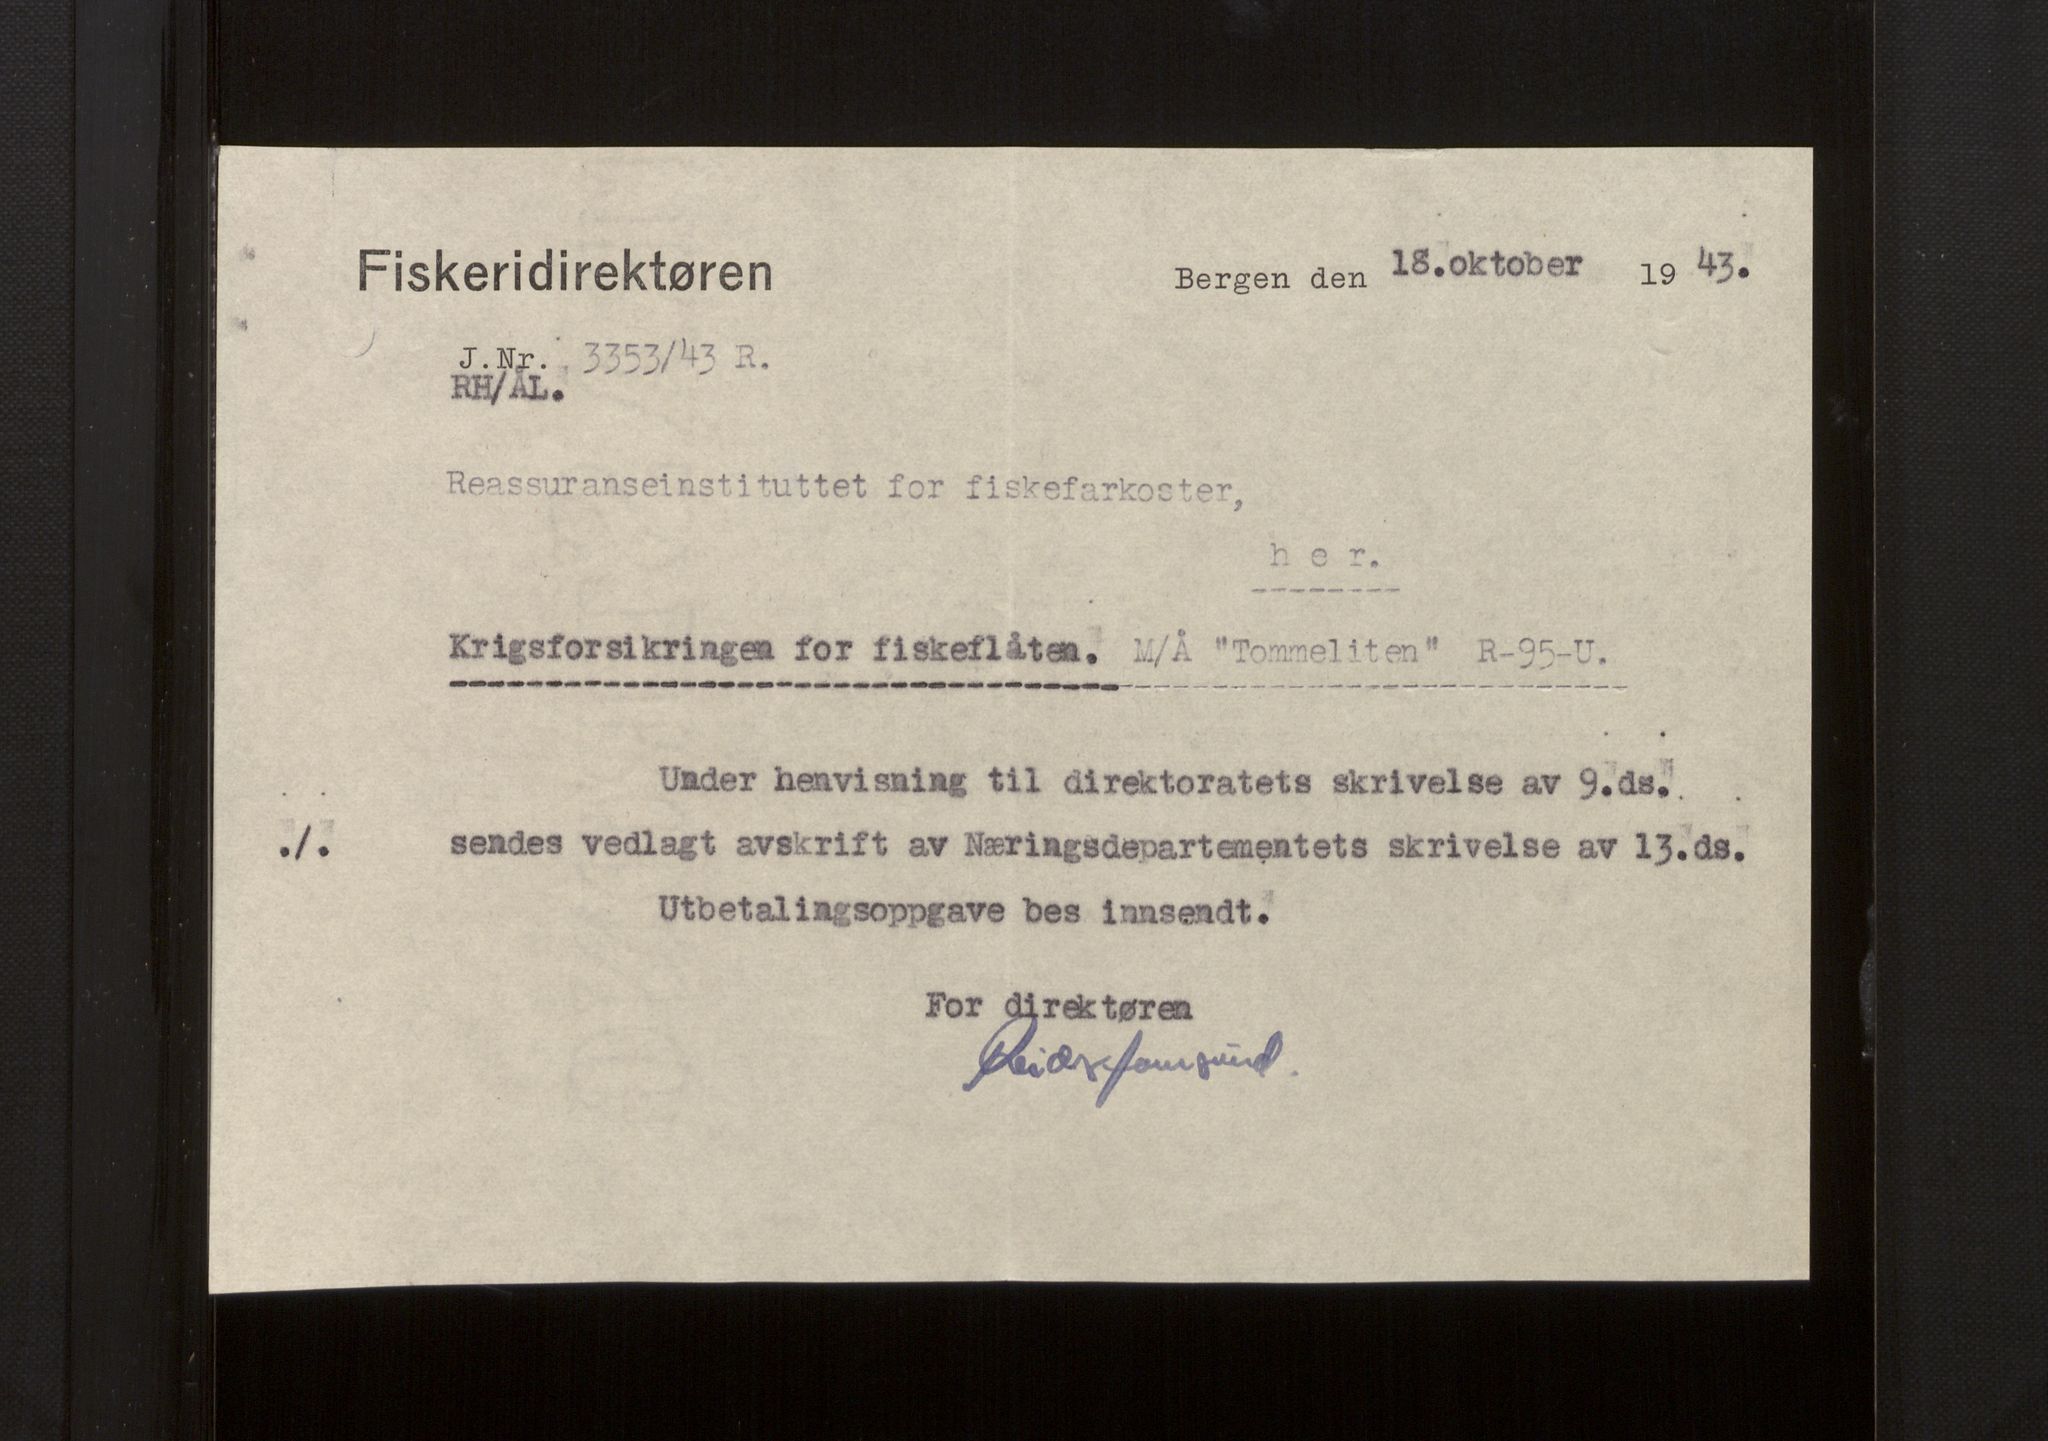 Fiskeridirektøren
Bergen den 18.oktober 19 43.
J.Nr. 3353/43 R.
RH/ÅL.
Reassuranseinstituttet for fiskefarkoster,
h e r.
Krigsforsikringen for fiskeflåten. M/Å "Tommeliten" R-95-U.
Under henvisning til direktoratets skrivelse av 9.ds.
./. sendes vedlagt avskrift av Næringsdepartementets skrivelse av 13.ds.
Utbetalingsoppgave bes innsendt.
For direktøren